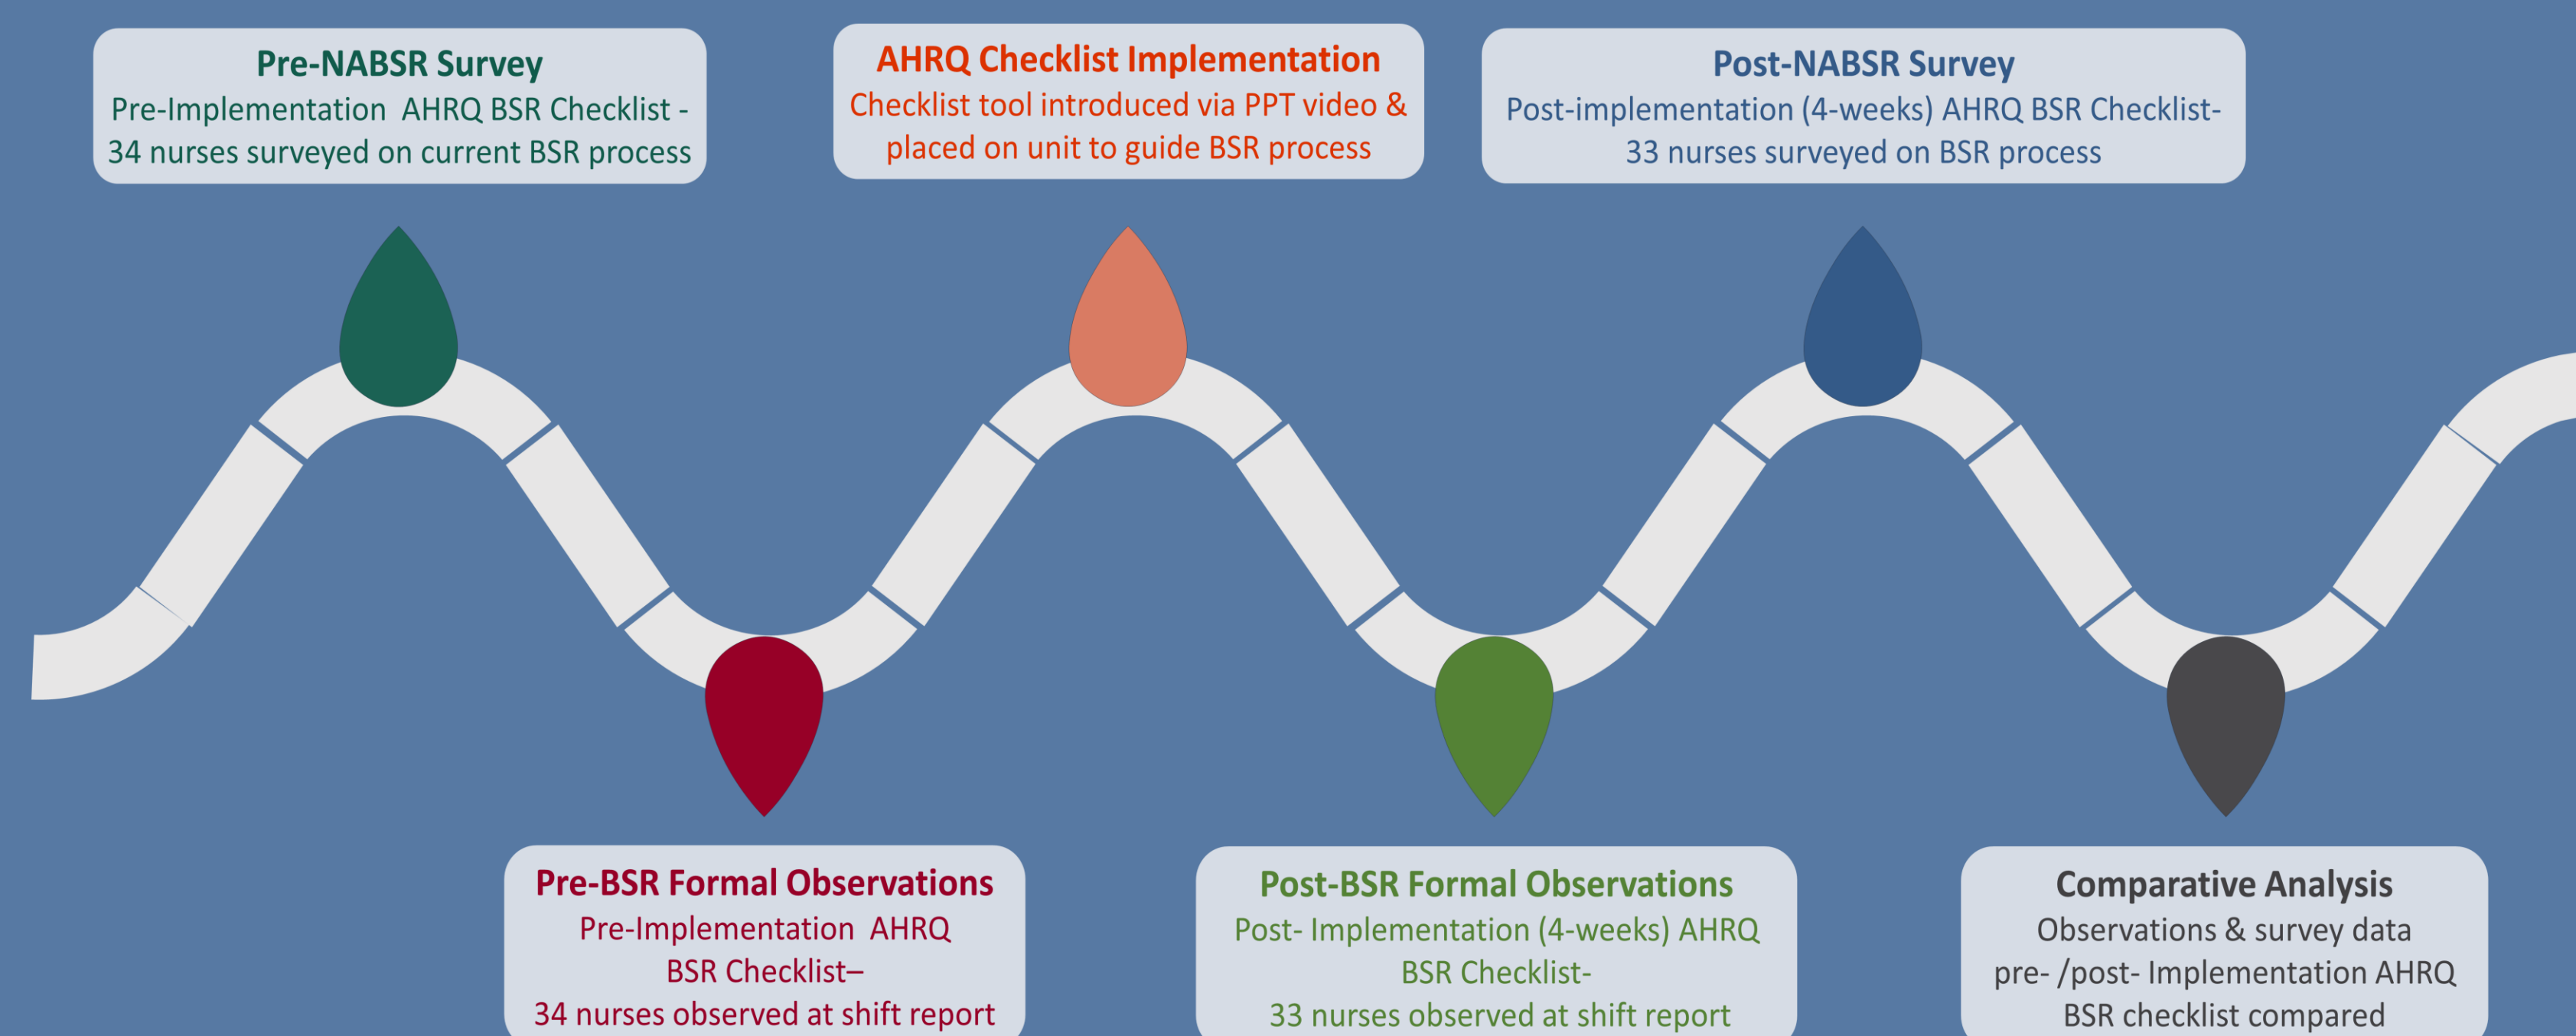 Pre-NABSR Survey
Pre-Implementation  AHRQ BSR Checklist -
34 nurses surveyed on current BSR process
AHRQ Checklist Implementation
Checklist tool introduced via PPT video &
placed on unit to guide BSR process
Post-NABSR Survey
Post-implementation (4-weeks) AHRQ BSR Checklist-
33 nurses surveyed on BSR process
Pre-BSR Formal Observations
Pre-Implementation  AHRQ
BSR Checklist–
34 nurses observed at shift report
Post-BSR Formal Observations
Post- Implementation (4-weeks) AHRQ
BSR Checklist-
33 nurses observed at shift report
Comparative Analysis
Observations & survey data
pre- /post- Implementation AHRQ
BSR checklist compared